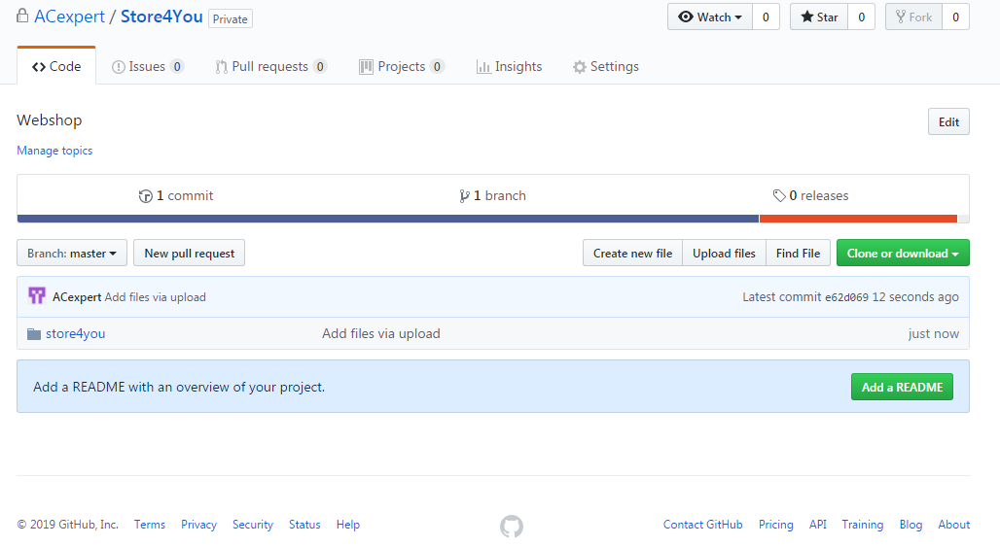 ACexpert / Store4You Private Watch 0 Star 0 Fork 0
Code Issues 0 Pull requests 0 Projects 0 Insights Settings
Webshop Edit
Manage topics
1 commit 1 branch 0 releases
Branch: master New pull request Create new file Upload files Find File Clone or download
ACexpert Add files via upload Latest commit e62d069 12 seconds ago
store4you Add files via upload just now
Add a README with an overview of your project. Add a README
© 2019 GitHub, Inc. Terms Privacy Security Status Help Contact GitHub Pricing API Training Blog About